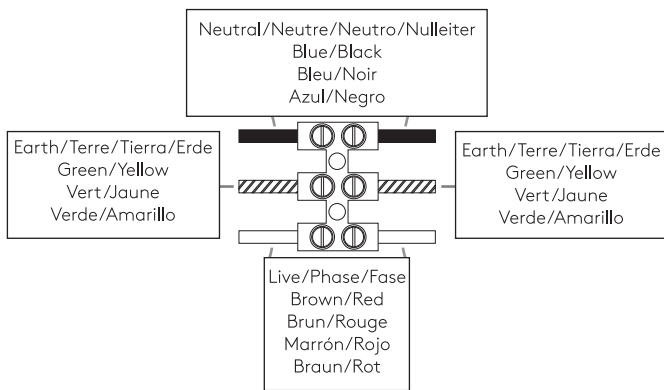 Neutral/Neutre/Neutro/Nulleiter
Blue/Black
Bleu/Noir
Azul/Negro
Earth/Terre/Tierra/Erde
Green/Yellow
Vert/Jaune
Verde/Amarillo
Earth/Terre/Tierra/Erde
Green/Yellow
Vert/Jaune
Verde/Amarillo
Live/Phase/Fase
Brown/Red
Brun/Rouge
Marrón/Rojo
Braun/Rot